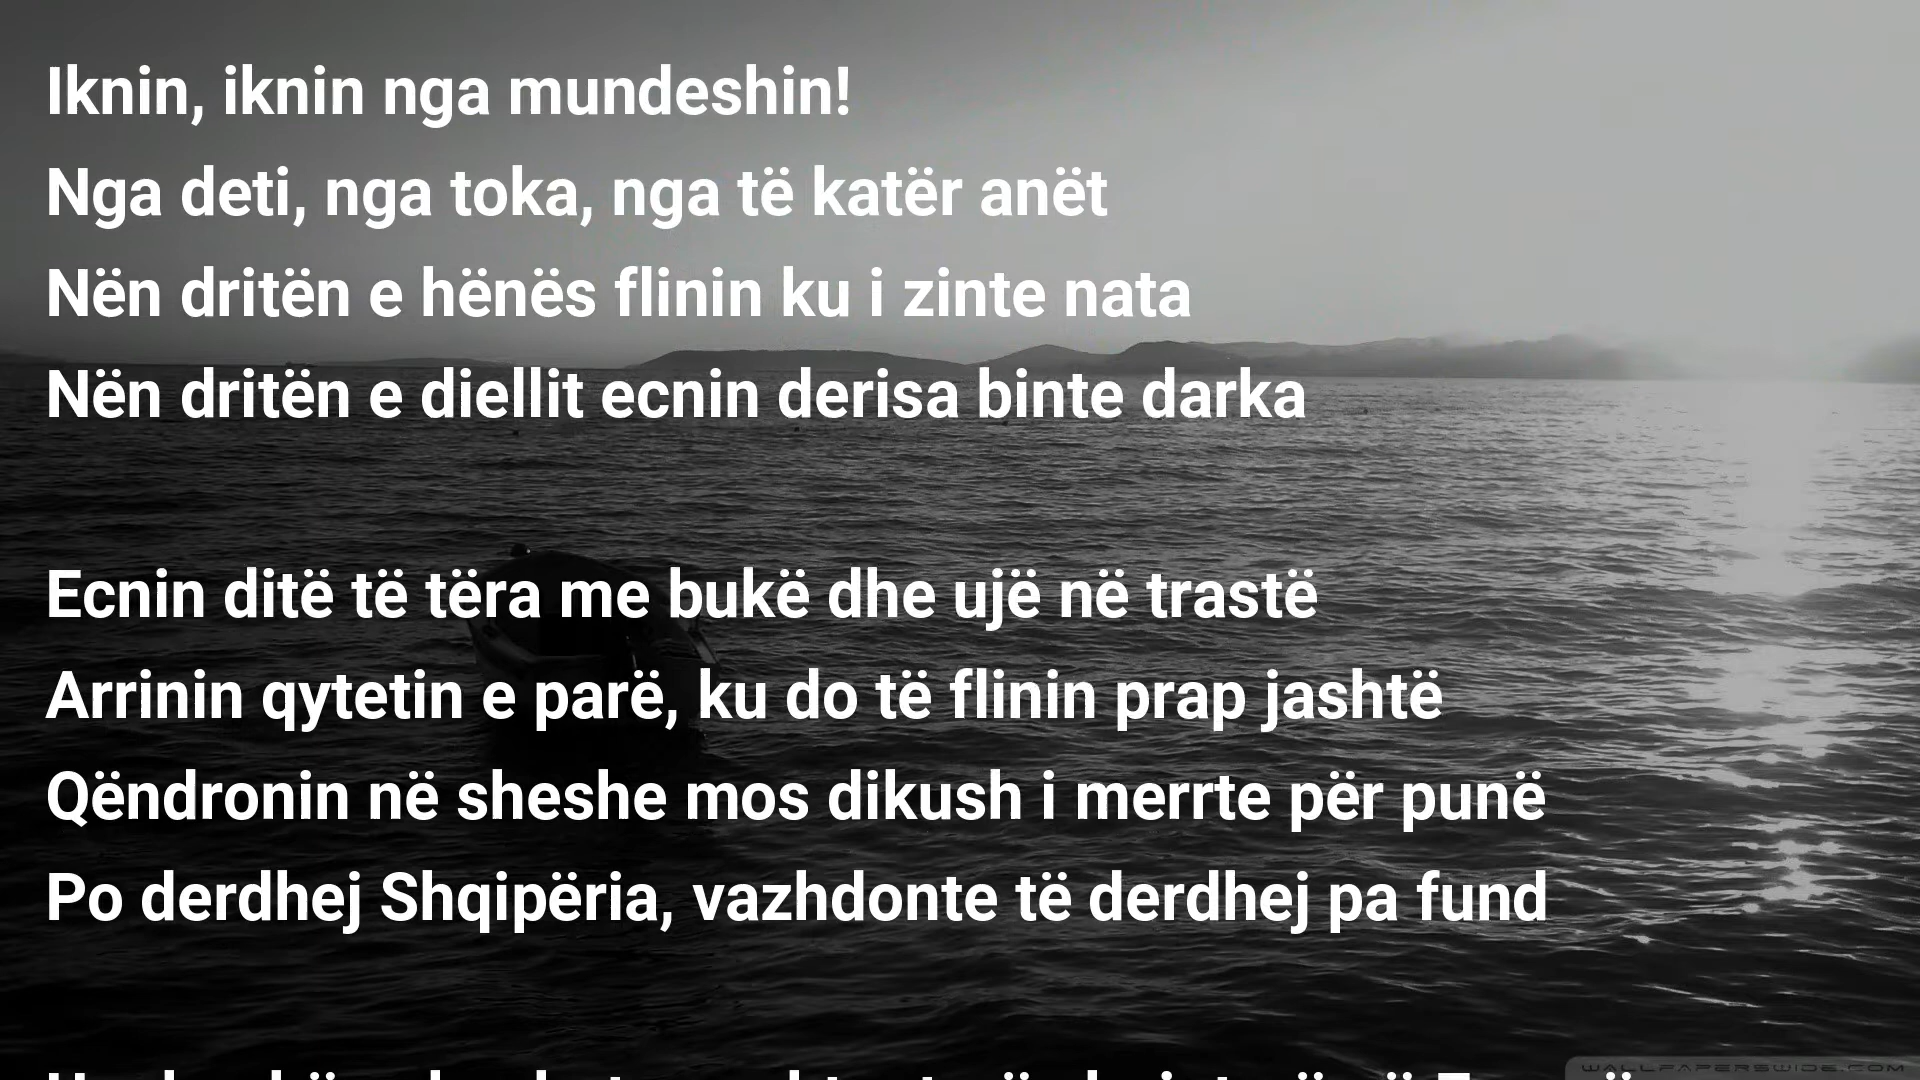 Iknin, iknin nga mundeshin!
Nga deti, nga toka, nga të katër anët
Nën dritën e hënës flinin ku i zinte nata
Nën dritën e diellit ecnin derisa binte darka
Ecnin ditë të tëra me bukë dhe ujë në trastë
Arrinin qytetin e parë, ku do të flinin prap jashtë
Qëndronin në sheshe mos dikush i merrte për punë
Po derdhej Shqipëria, vazhdonte të derdhej pa fund
WALLPAPERSWIDE.COM